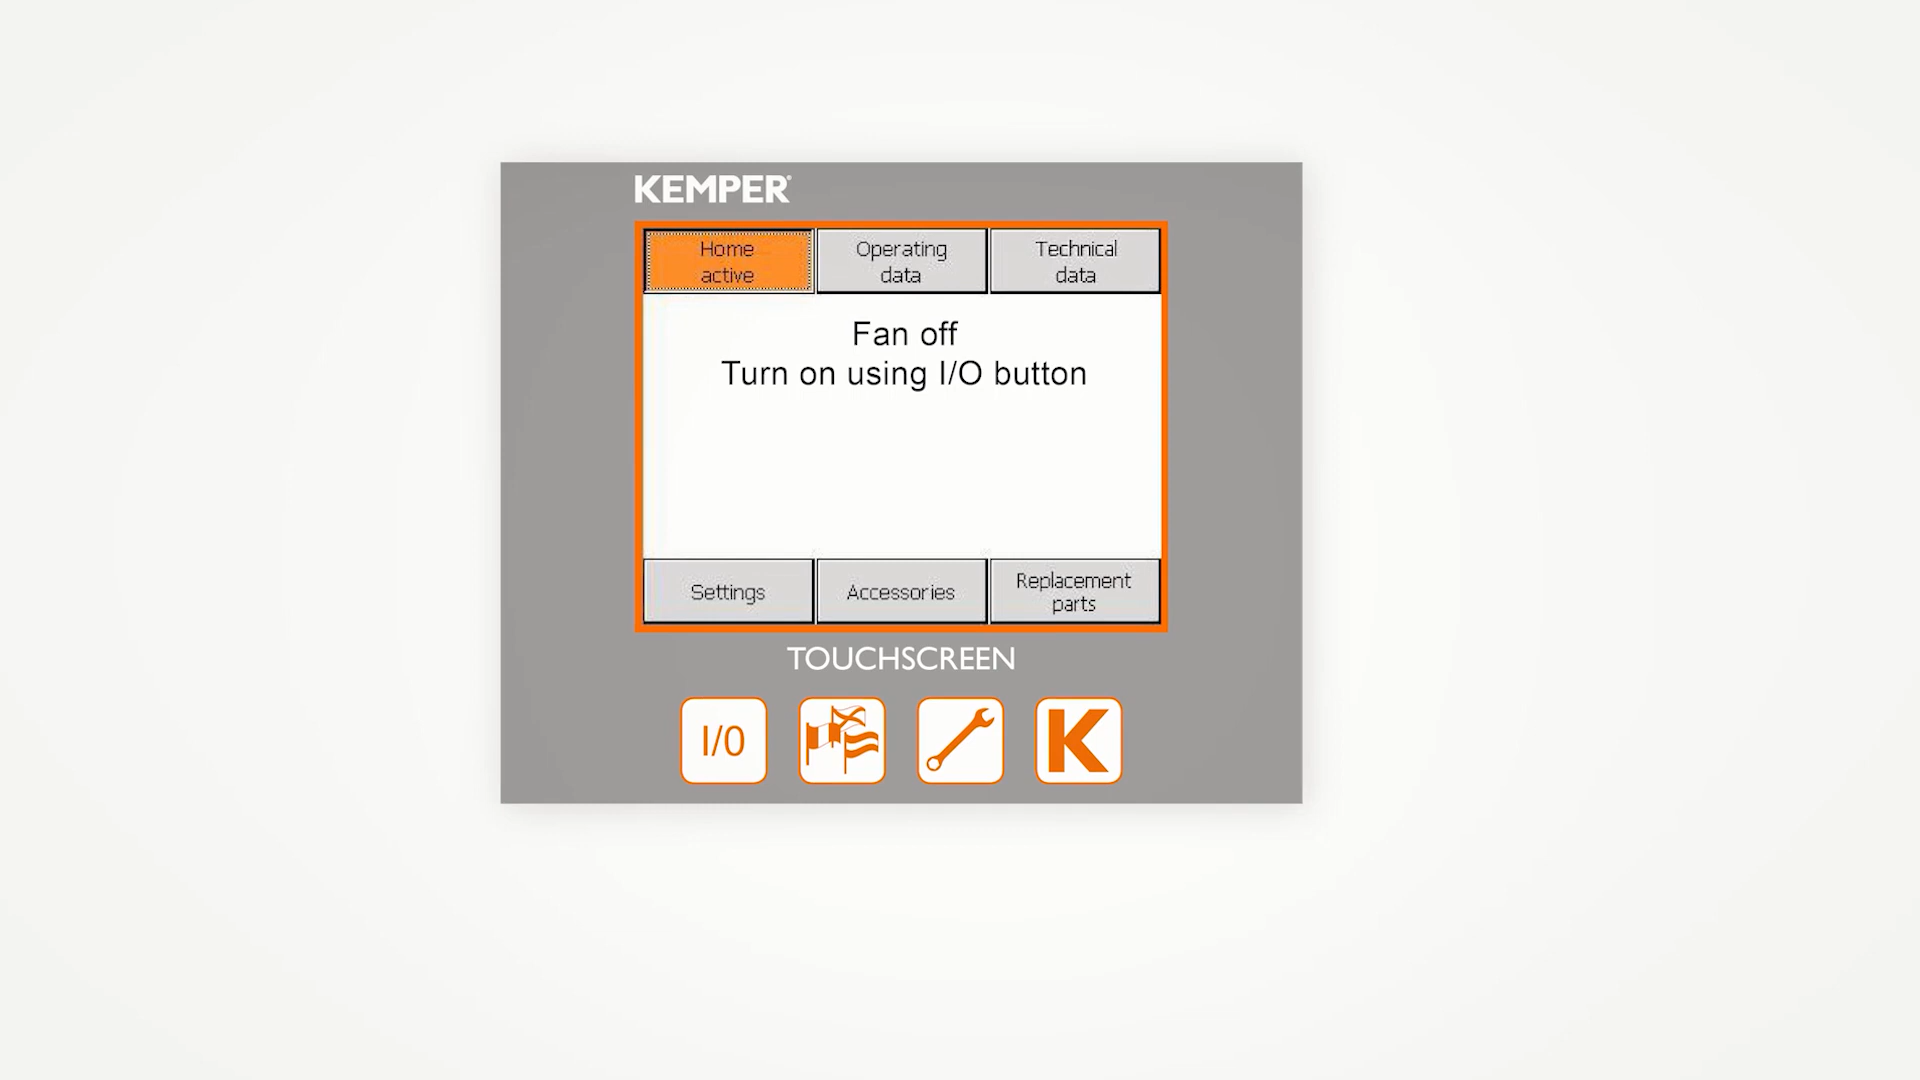 KEMPER®
Home
active
Operating
data
Technical
data
Fan off
Turn on using I/O button
Settings
Accessories
Replacement
parts
TOUCHSCREEN
I/0
K